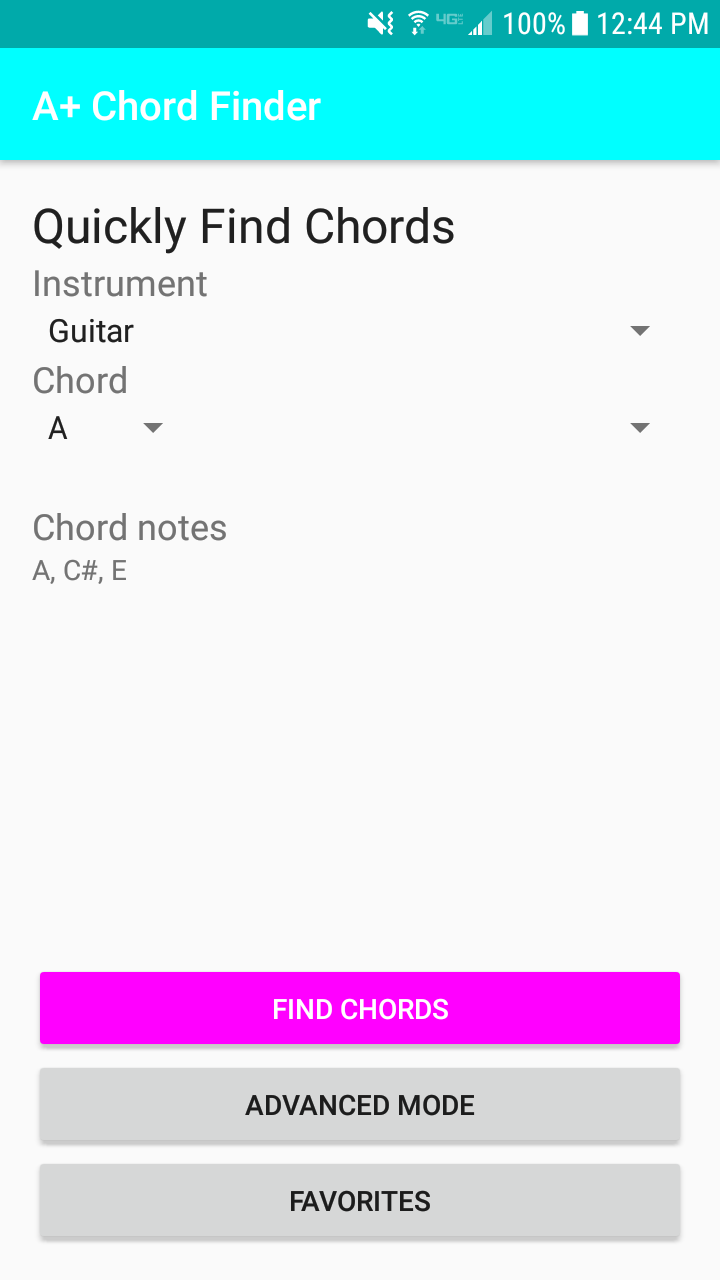 4G 100% 12:44 PM
A+ Chord Finder
Quickly Find Chords
Instrument
Guitar
Chord
A
Chord notes
A, C#, E
FIND CHORDS
ADVANCED MODE
FAVORITES